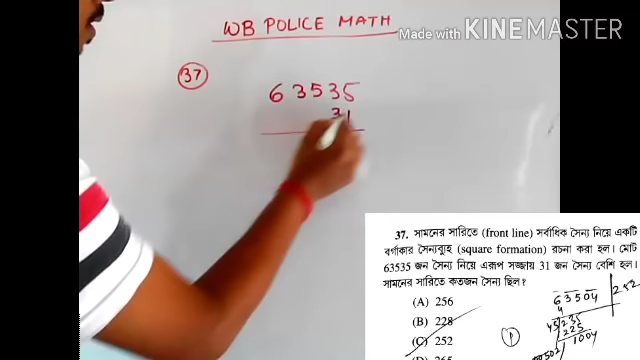 WB POLICE MATH
Made with KINEMASTER
37
63535
31
37. সামনের সারিতে (front line) সর্বাধিক সৈন্য নিয়ে একটি
বর্গাকার সৈন্যব্যূহ (square formation) রচনা করা হল। মোট
63535 জন সৈন্য নিয়ে এরূপ সজ্জায় 31 জন সৈন্য বেশি হল।
সামনের সারিতে কতজন সৈন্য ছিল?
(A) 256
(B) 228
(C) 252
(D) 265
63504
252
4
45 235
225
1004